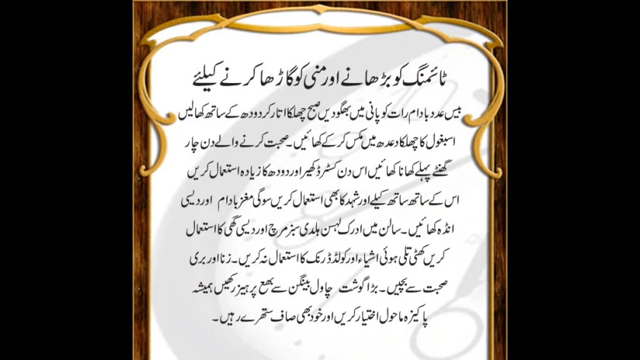 ٹائمنگ کو بڑھانے اور منی کو گاڑھا کرنے کیلئے
بیس عدد بادام رات کو پانی میں بھگو دیں صبح چھلکا اتار کر دودھ کے ساتھ کھا لیں
اسبغول کا چھلکا دھد میں مکس کر کے کھائیں۔ صحبت کرنے والے دن چار
گھنٹے پہلے کھانا کھائیں اس دن کسٹرڈ کھیر اور دودھ کا زیادہ استعمال کریں
اس کے ساتھ ساتھ کیلے اور شہد کا بھی استعمال کریں سوگی مغز بادام اور دیسی
انڈہ کھائیں۔ سالن میں ادرک لہسن ہلدی سبز مرچ اور دیسی گھی کا استعمال
کریں کھٹی تلی ہوئی اشیاء اور کولڈ ڈرنک کا استعمال نہ کریں۔ زنا اور بری
صحبت سے بچیں۔ بڑا گوشت چاول بینگن سے بھع پرہیز رکھیں ہمیشہ
پاکیزہ ماحول اختیار کریں اور خود بھی صاف ستھرے رہیں۔